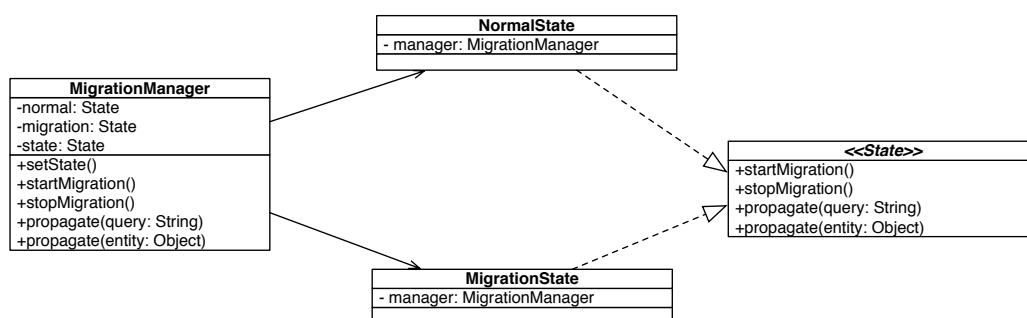 NormalState
- manager: MigrationManager
MigrationManager
-normal: State
-migration: State
-state: State
+setState()
+startMigration()
+stopMigration()
+propagate(query: String)
+propagate(entity: Object)
<<State>>
+startMigration()
+stopMigration()
+propagate(query: String)
+propagate(entity: Object)
MigrationState
- manager: MigrationManager